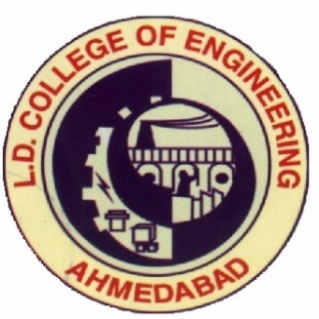 L.D. COLLEGE OF ENGINEERING
AHMEDABAD